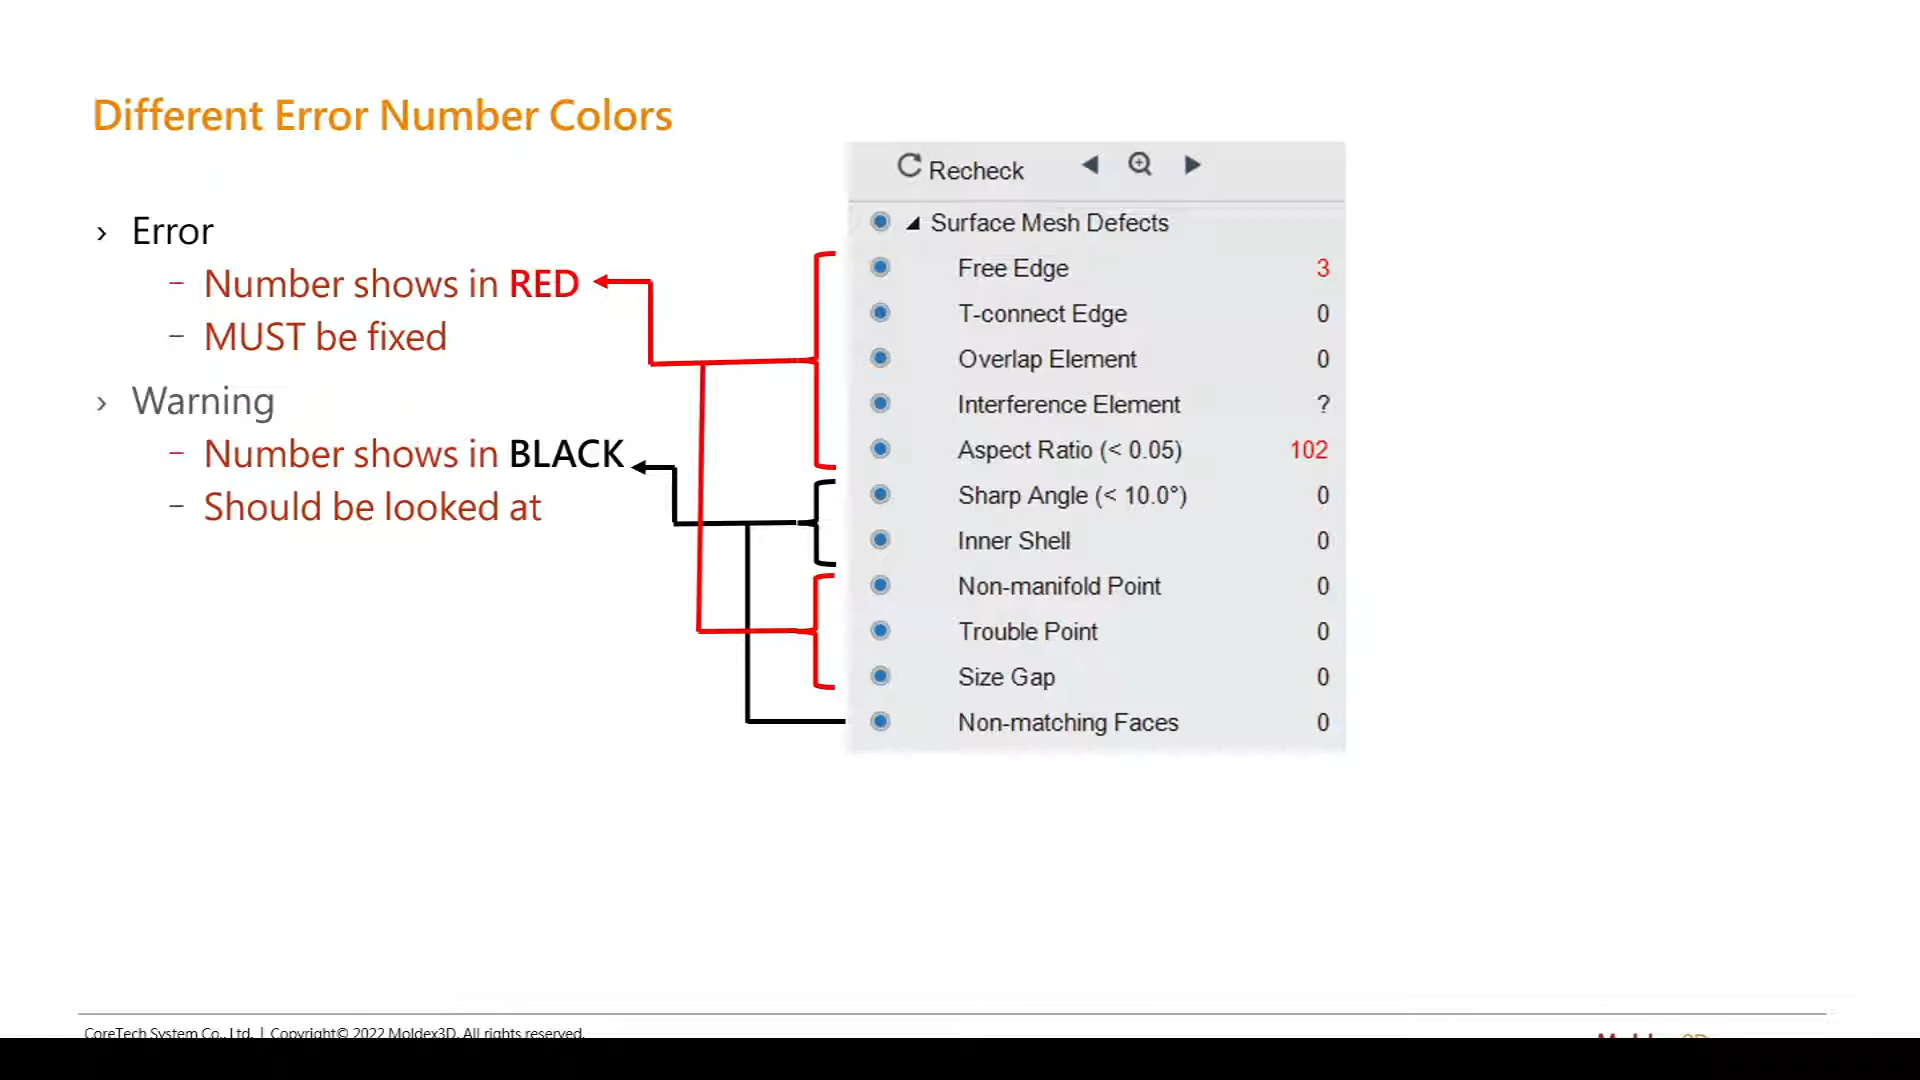 Different Error Number Colors
› Error
− Number shows in RED
− MUST be fixed
› Warning
− Number shows in BLACK
− Should be looked at
Recheck
Surface Mesh Defects
Free Edge 3
T-connect Edge 0
Overlap Element 0
Interference Element ?
Aspect Ratio (< 0.05) 102
Sharp Angle (< 10.0°) 0
Inner Shell 0
Non-manifold Point 0
Trouble Point 0
Size Gap 0
Non-matching Faces 0
CoreTech System Co., Ltd. | Copyright© 2022 Moldex3D. All rights reserved.